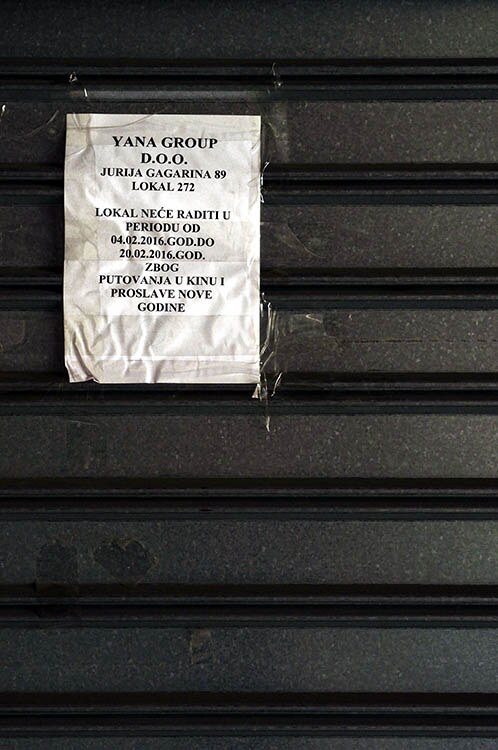 YANA GROUP
D.O.O.
JURIJA GAGARINA 89
LOKAL 272
LOKAL NEĆE RADITI U
PERIODU OD
04.02.2016.GOD.DO
20.02.2016.GOD.
ZBOG
PUTOVANJA U KINU I
PROSLAVE NOVE
GODINE